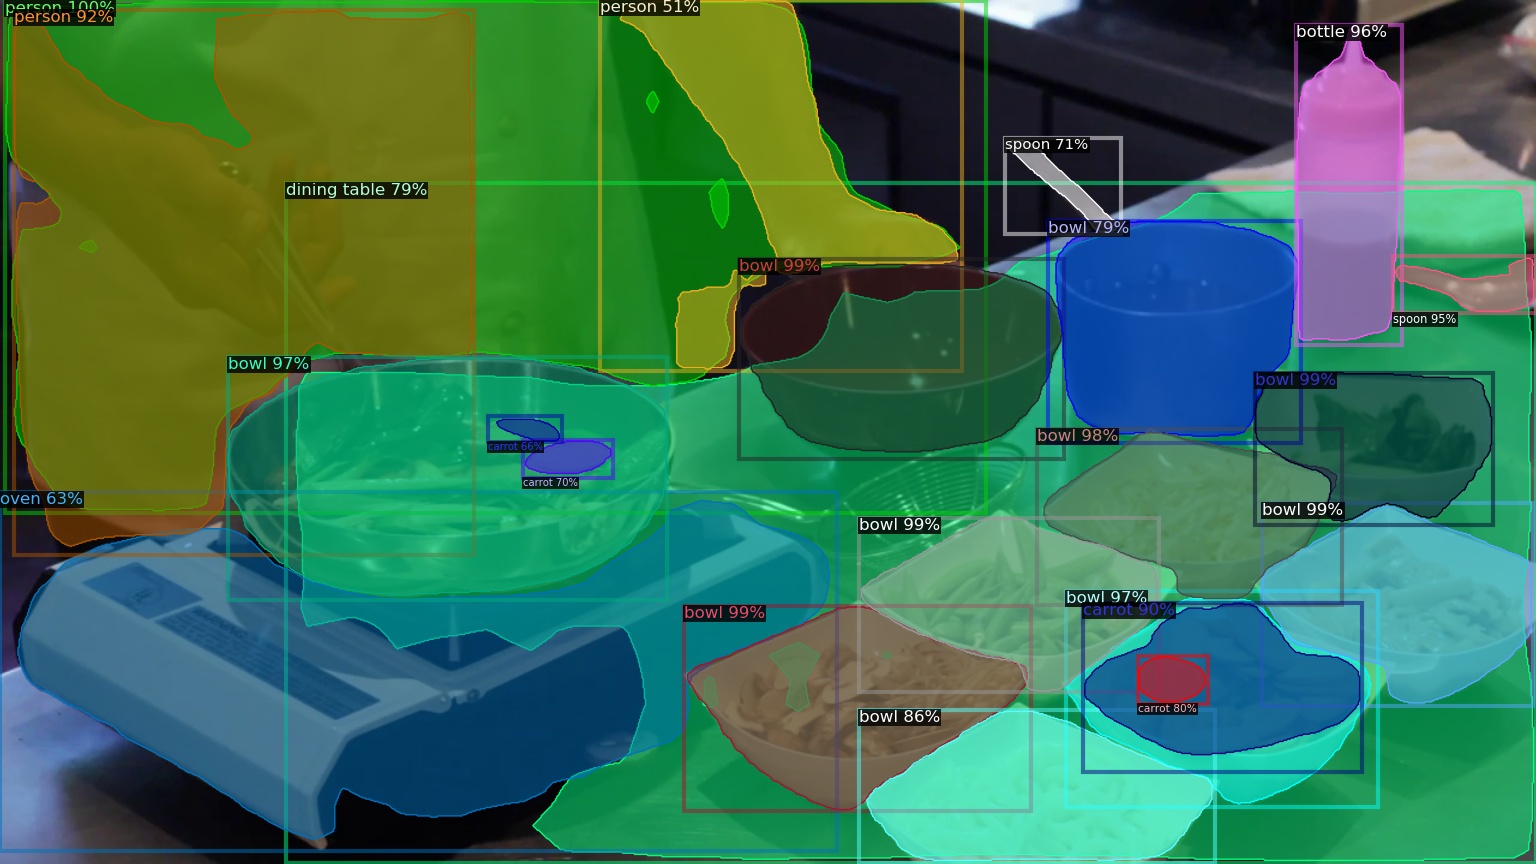 person 100%
person 92%
person 51%
bottle 96%
spoon 71%
dining table 79%
bowl 79%
bowl 99%
spoon 95%
bowl 97%
bowl 99%
bowl 98%
carrot 66%
carrot 70%
oven 63%
bowl 99%
bowl 99%
bowl 97%
carrot 90%
bowl 99%
carrot 80%
bowl 86%